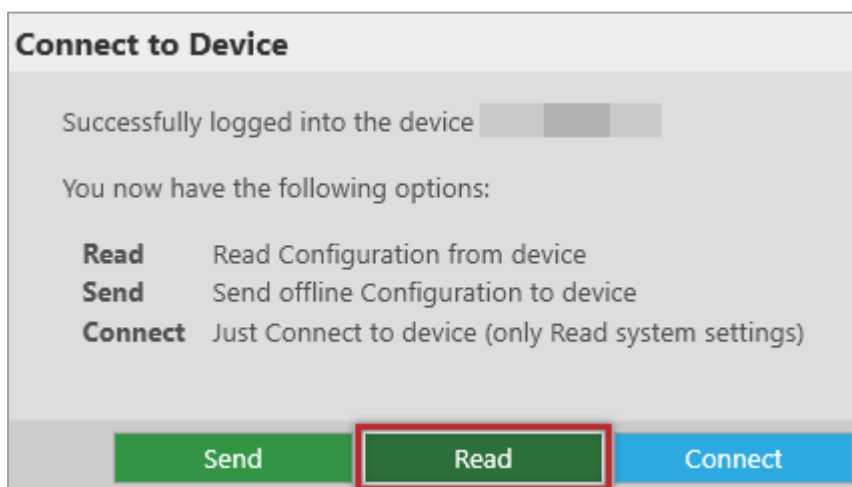 Connect to Device
Successfully logged into the device
You now have the following options:
Read Read Configuration from device
Send Send offline Configuration to device
Connect Just Connect to device (only Read system settings)
Send Read Connect